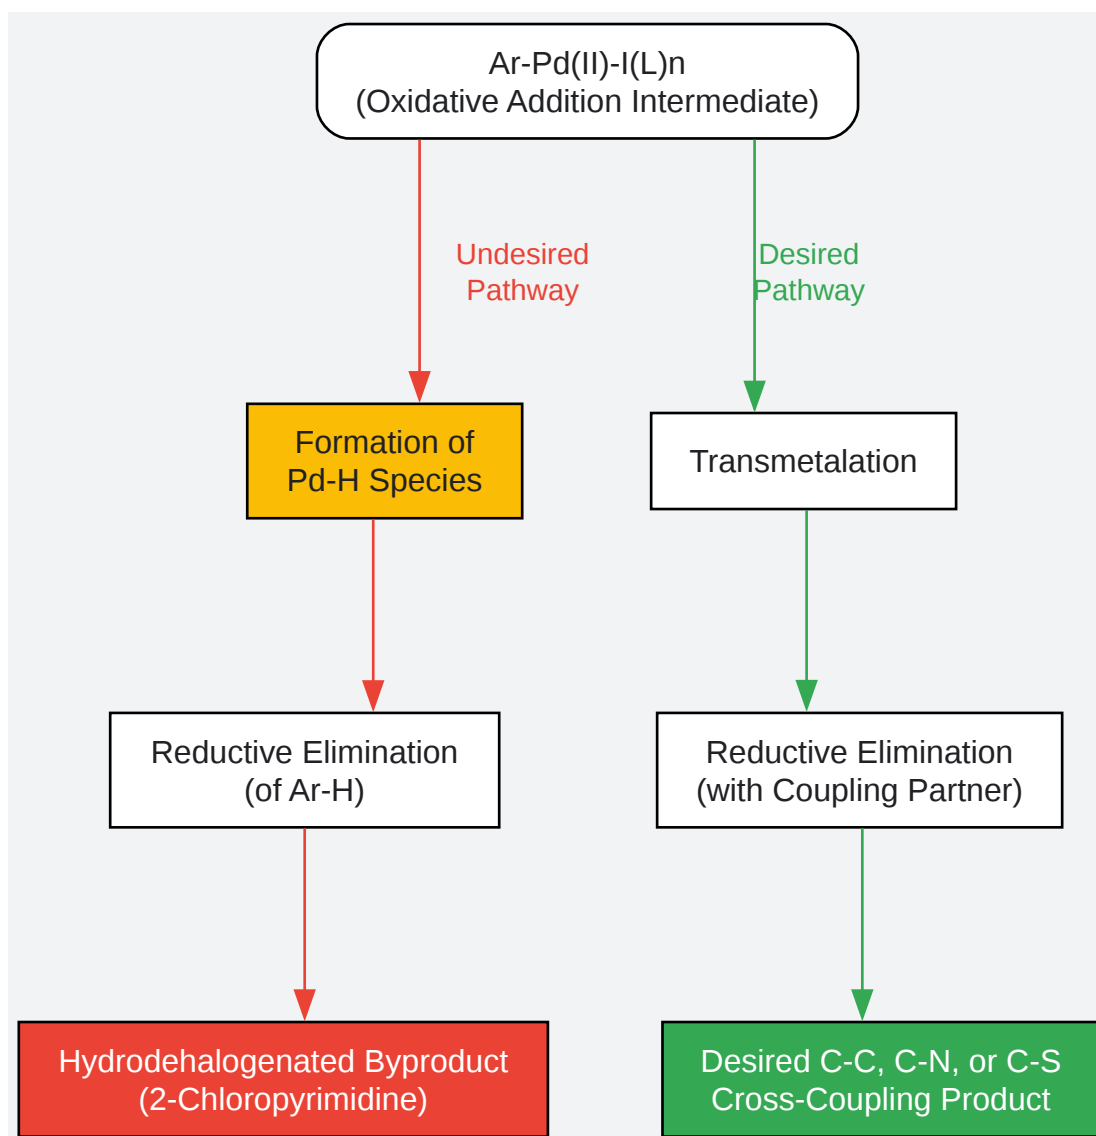 Ar-Pd(II)-I(L)n
(Oxidative Addition Intermediate)
Undesired
Pathway
Desired
Pathway
Formation of
Pd-H Species
Transmetalation
Reductive Elimination
(of Ar-H)
Reductive Elimination
(with Coupling Partner)
Hydrodehalogenated Byproduct
(2-Chloropyrimidine)
Desired C-C, C-N, or C-S
Cross-Coupling Product